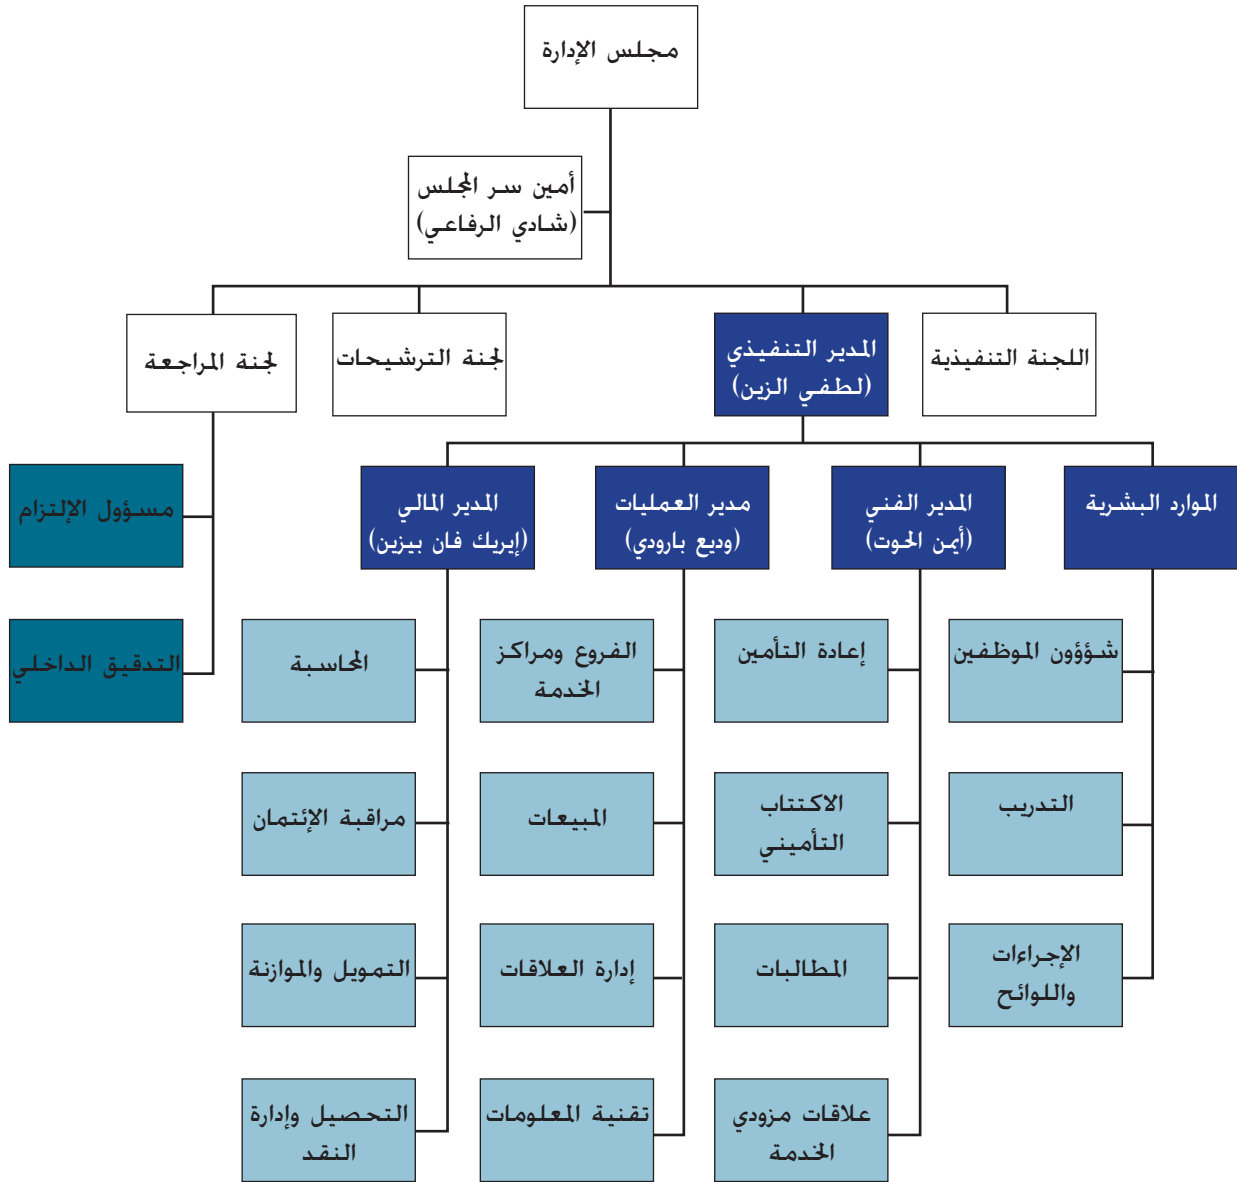 مجلس الإدارة
أمين سر المجلس
(شادي الرفاعي)
اللجنة التنفيذية
المدير التنفيذي
(لطفي الزين)
لجنة الترشيحات
لجنة المراجعة
الموارد البشرية
المدير الفني
(أيمن الحوت)
مدير العمليات
(وديع بارودي)
المدير المالي
(إيريك فان بيزين)
مسؤول الإلتزام
شؤوؤن الموظفين
إعادة التأمين
الفروع ومراكز
الخدمة
المحاسبة
التدقيق الداخلي
التدريب
الاكتتاب
التأميني
المبيعات
مراقبة الإئتمان
الإجراءات
واللوائح
المطالبات
إدارة العلاقات
التمويل والموازنة
علاقات مزودي
الخدمة
تقنية المعلومات
التحصيل وإدارة
النقد